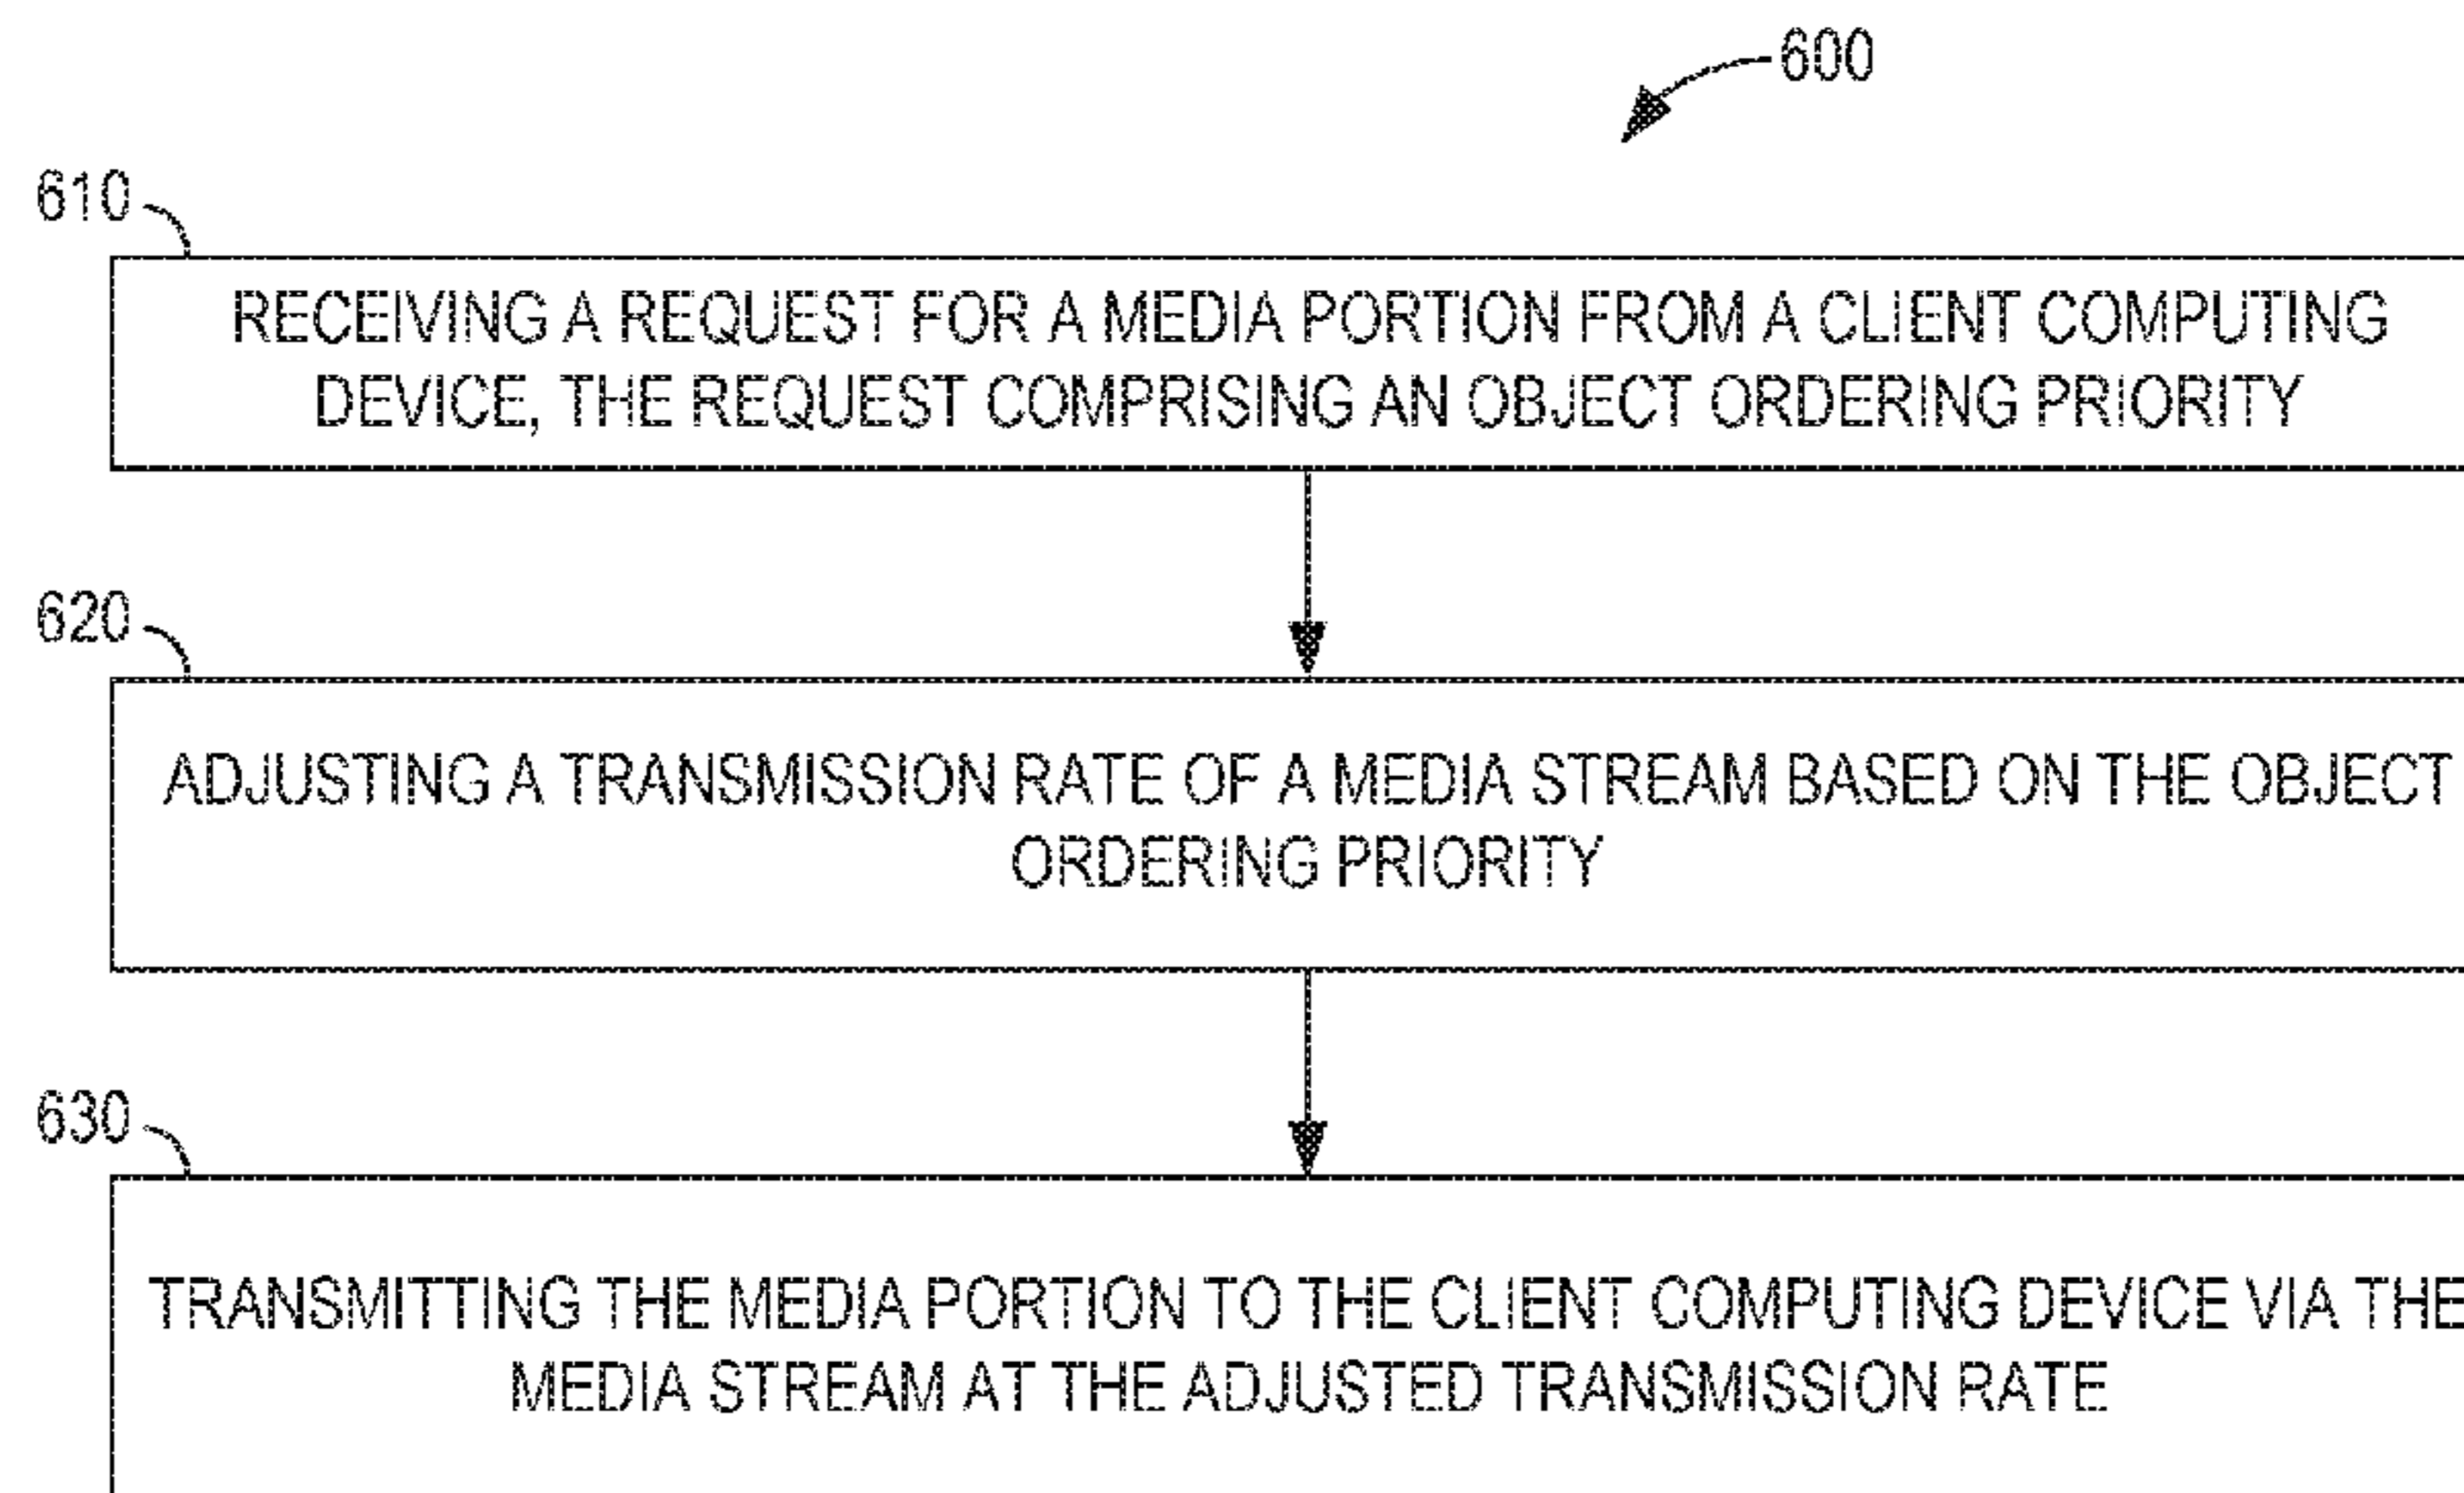 600
610
RECEIVING A REQUEST FOR A MEDIA PORTION FROM A CLIENT COMPUTING
DEVICE, THE REQUEST COMPRISING AN OBJECT ORDERING PRIORITY
620
ADJUSTING A TRANSMISSION RATE OF A MEDIA STREAM BASED ON THE OBJECT
ORDERING PRIORITY
630
TRANSMITTING THE MEDIA PORTION TO THE CLIENT COMPUTING DEVICE VIA THE
MEDIA STREAM AT THE ADJUSTED TRANSMISSION RATE